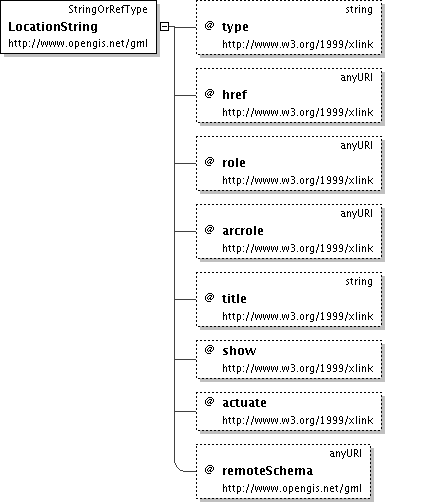 StringOrRefType
LocationString
http://www.opengis.net/gml
string
@ type
http://www.w3.org/1999/xlink
anyURI
@ href
http://www.w3.org/1999/xlink
anyURI
@ role
http://www.w3.org/1999/xlink
anyURI
@ arcrole
http://www.w3.org/1999/xlink
string
@ title
http://www.w3.org/1999/xlink
@ show
http://www.w3.org/1999/xlink
@ actuate
http://www.w3.org/1999/xlink
anyURI
@ remoteSchema
http://www.opengis.net/gml